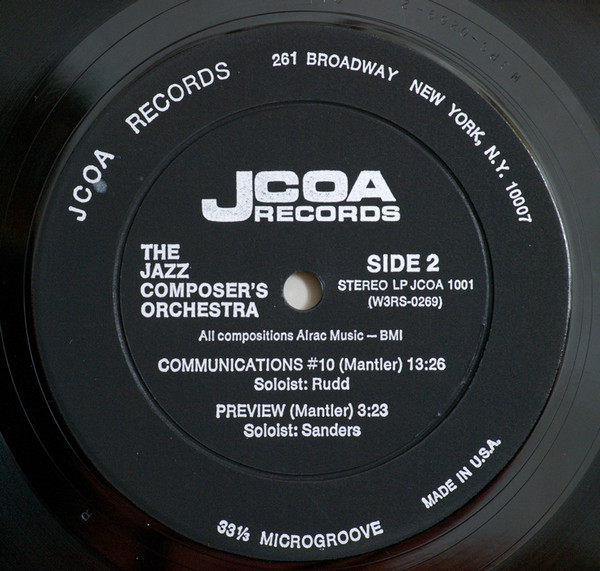 JCOA RECORDS
261 BROADWAY NEW YORK, N.Y. 10007
JCOA
RECORDS
THE
JAZZ
COMPOSER'S
ORCHESTRA
SIDE 2
STEREO LP JCOA 1001
(W3RS-0269)
All compositions Alrac Music — BMI
COMMUNICATIONS #10 (Mantler) 13:26
Soloist: Rudd
PREVIEW (Mantler) 3:23
Soloist: Sanders
MADE IN U.S.A.
33⅓ MICROGROOVE